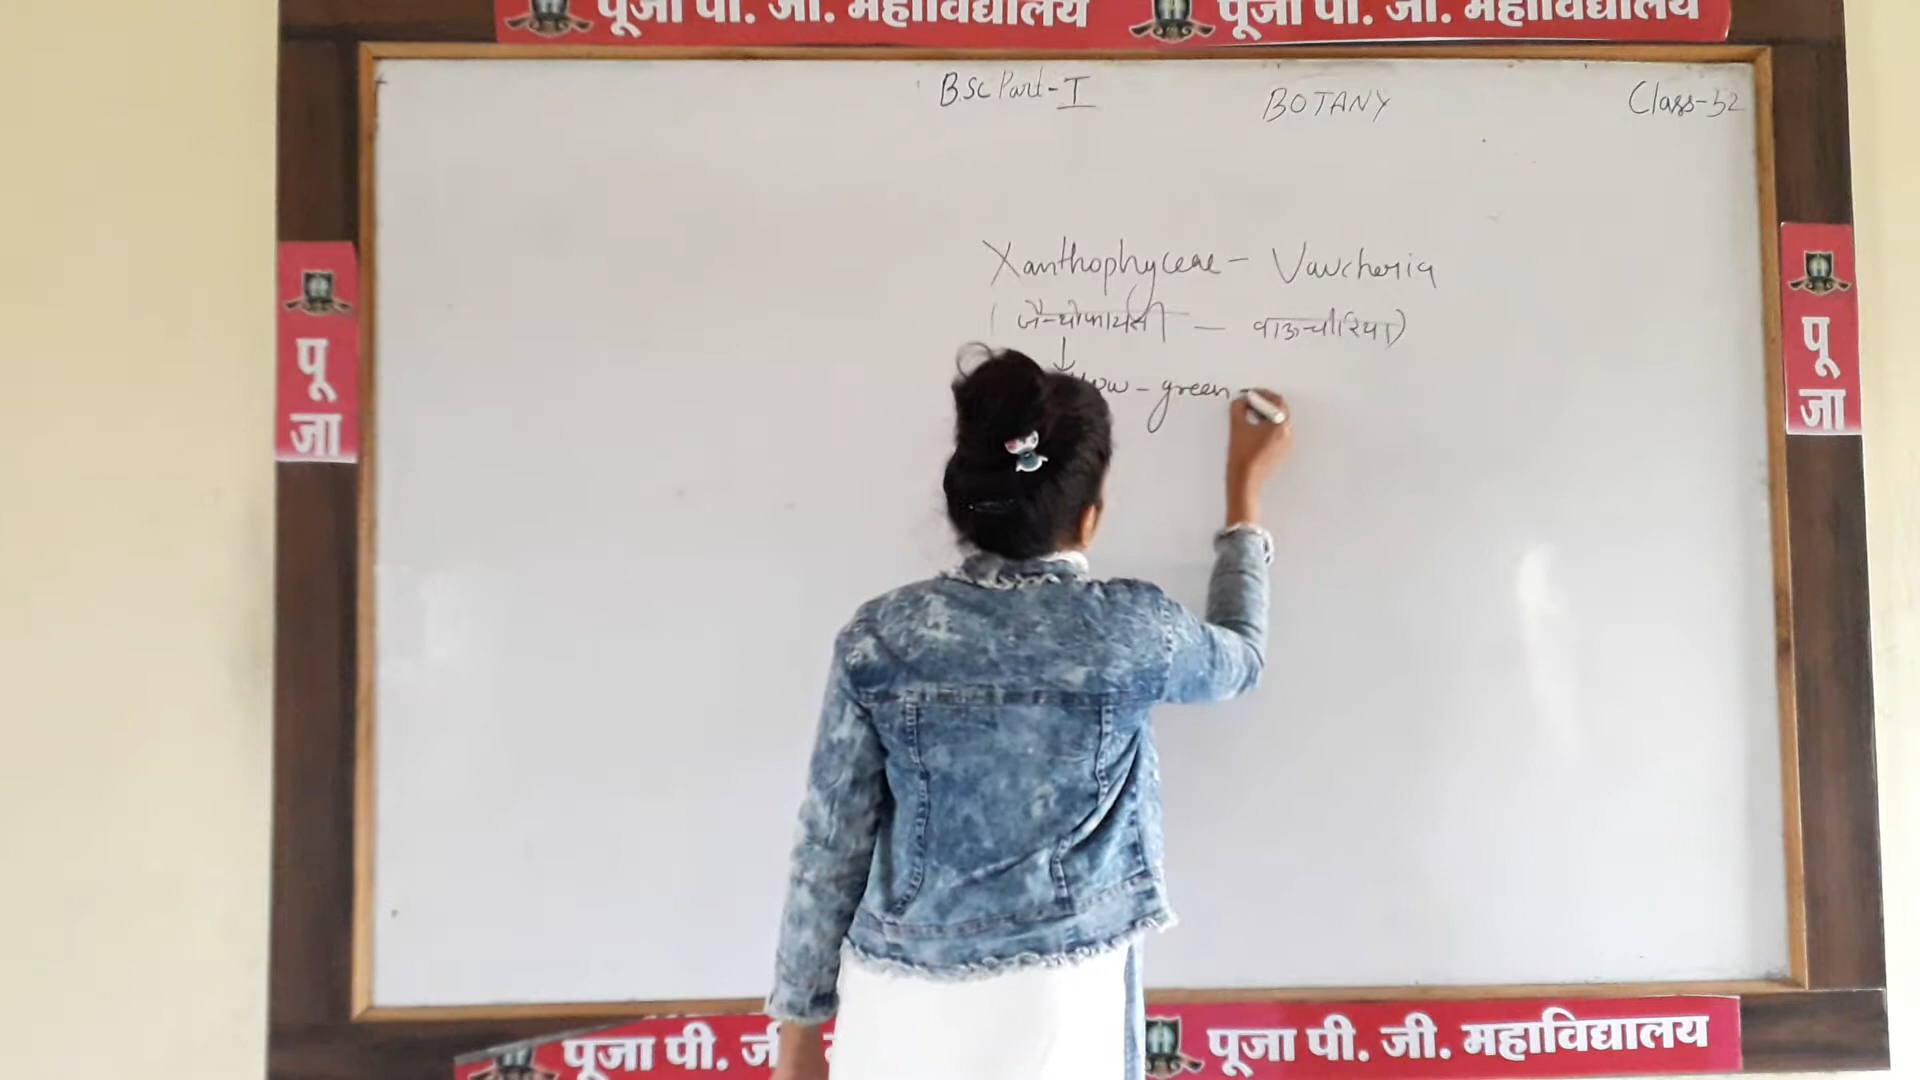 पूजा पी. जी. महाविद्यालय पूजा पी. जी. महाविद्यालय
BSc Part-I BOTANY Class-52
Xanthophyceae - Vaucheria
(जैन्थोफायसी - वाऊचीरिया)
green -
पूजा
पूजा
पूजा पी. जी.
पूजा पी. जी. महाविद्यालय